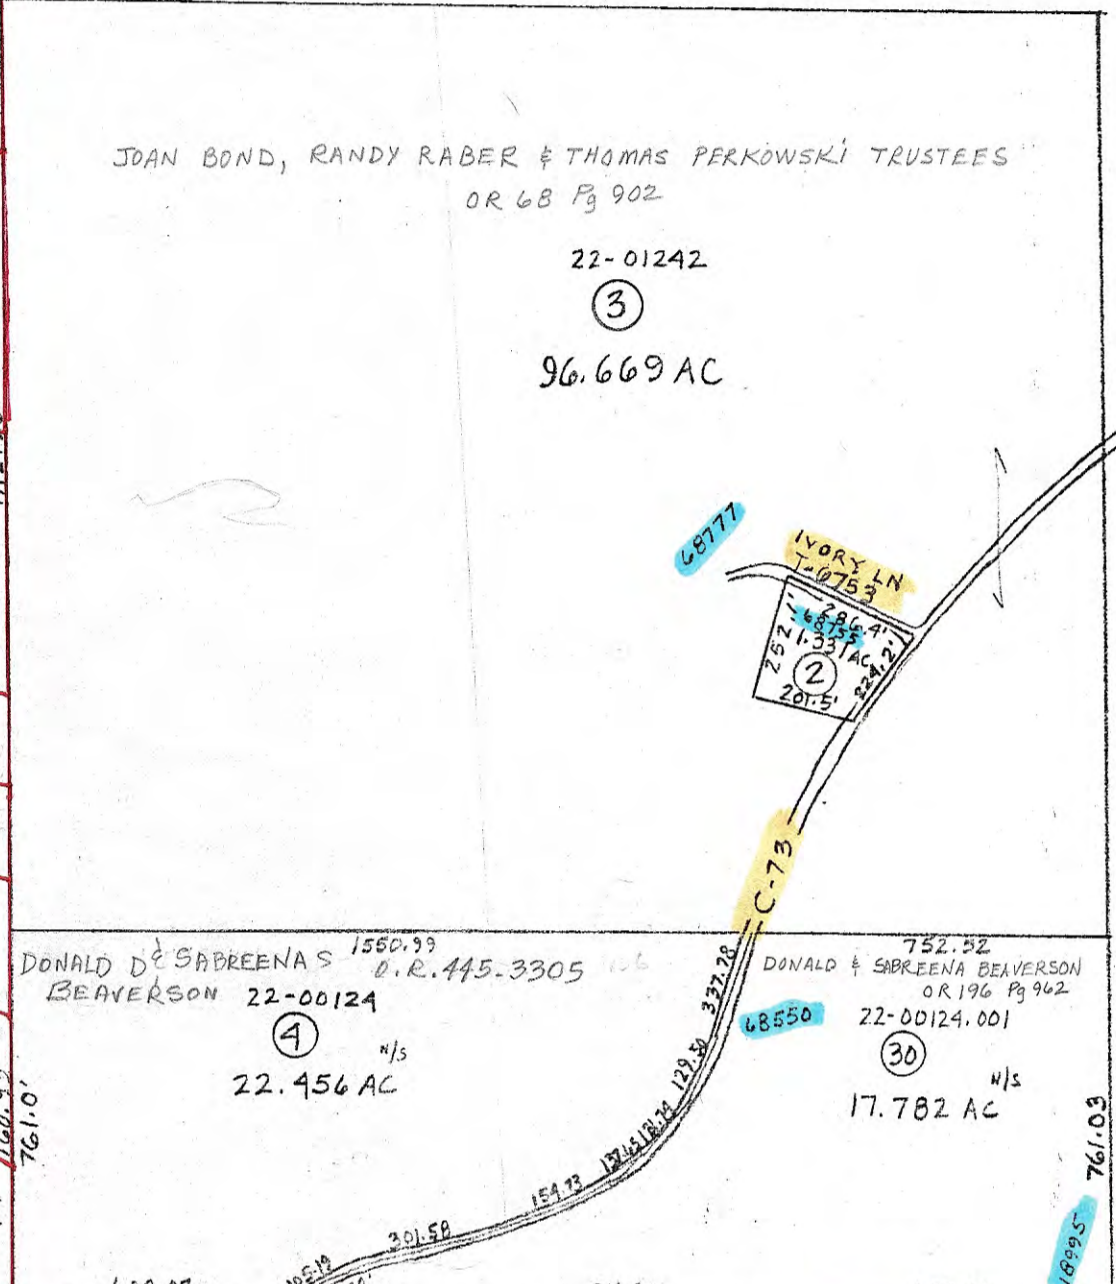 JOAN BOND, RANDY RABER & THOMAS PERKOWSKI TRUSTEES
OR 68 Pg 902
22-01242
3
96.669 AC
68777
IVORY LN
T-6753
286.4'
68755
1.331 AC
252.1'
2
224.2'
201.5'
C-73
1550.99
DONALD D & SABREENA S
O.R. 445-3305
BEAVERSON
22-00124
4
N/S
22.456 AC
761.0'
752.52
DONALD & SABREENA BEAVERSON
OR 196 Pg 962
22-00124.001
30
N/S
17.782 AC
68550
337.78
129.50
154.73
301.58
761.03